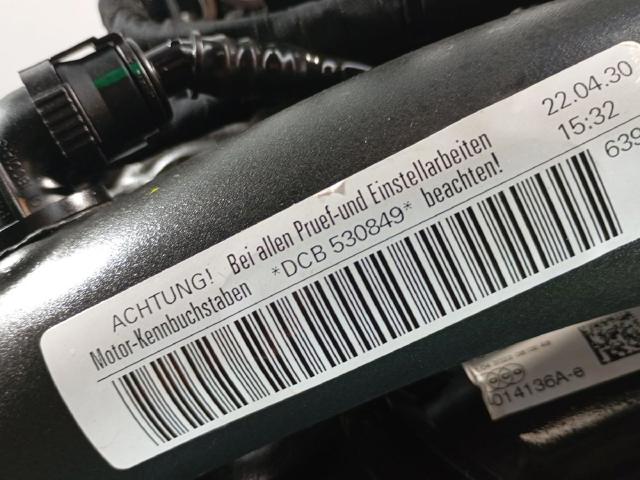 ACHTUNG! Bei allen Pruef-und Einstellarbeiten 22.04.30
Motor-Kennbuchstaben *DCB 530849* beachten! 15:32
639
014136A-e